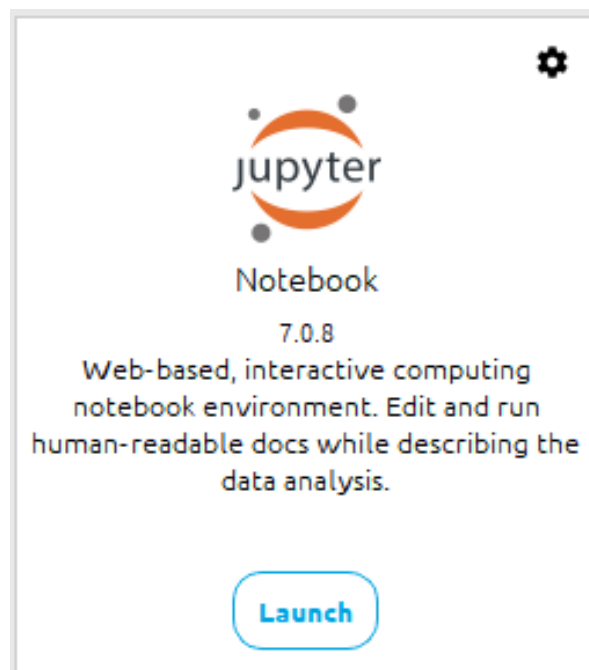 jupyter
Notebook
7.0.8
Web-based, interactive computing
notebook environment. Edit and run
human-readable docs while describing the
data analysis.
Launch